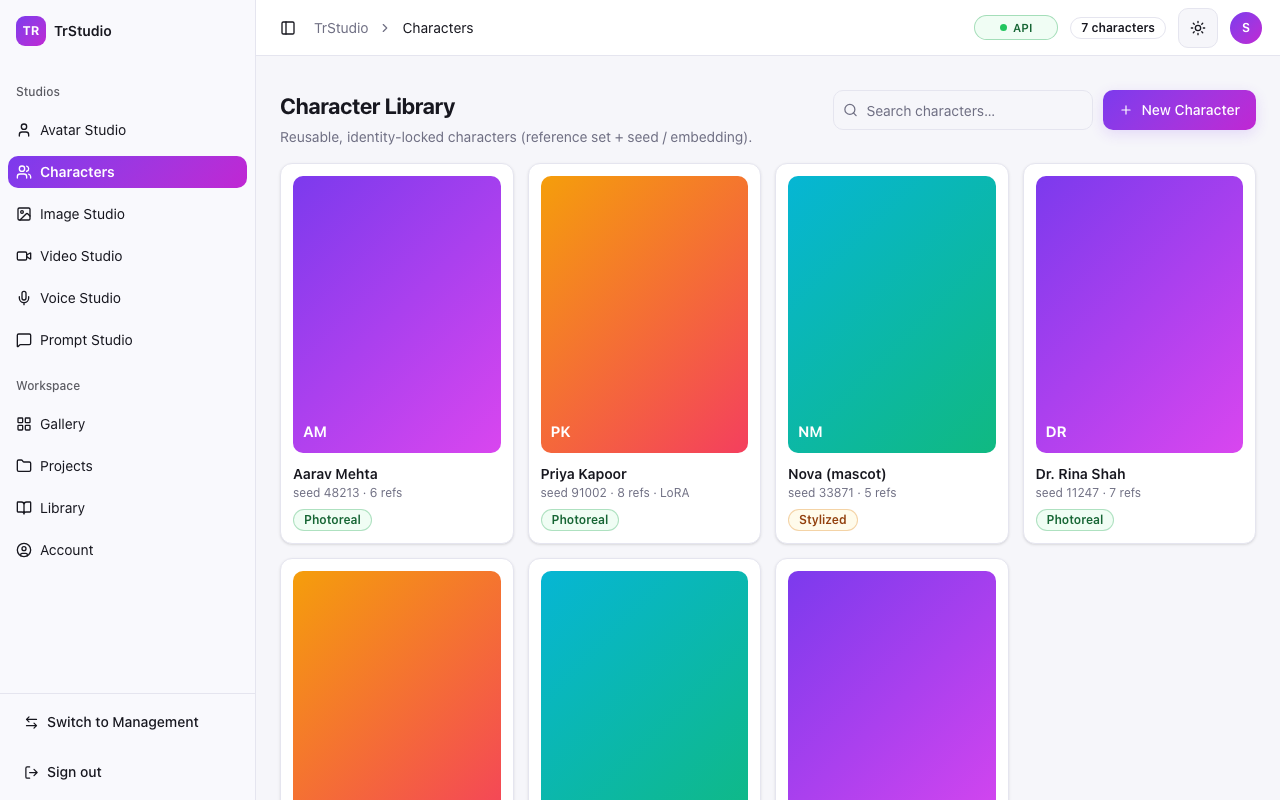 TR TrStudio
Studios
Avatar Studio
Characters
Image Studio
Video Studio
Voice Studio
Prompt Studio
Workspace
Gallery
Projects
Library
Account
Switch to Management
Sign out
TrStudio > Characters
API
7 characters
S
Character Library
Reusable, identity-locked characters (reference set + seed / embedding).
Search characters...
+ New Character
AM
Aarav Mehta
seed 48213 · 6 refs
Photoreal
PK
Priya Kapoor
seed 91002 · 8 refs · LoRA
Photoreal
NM
Nova (mascot)
seed 33871 · 5 refs
Stylized
DR
Dr. Rina Shah
seed 11247 · 7 refs
Photoreal